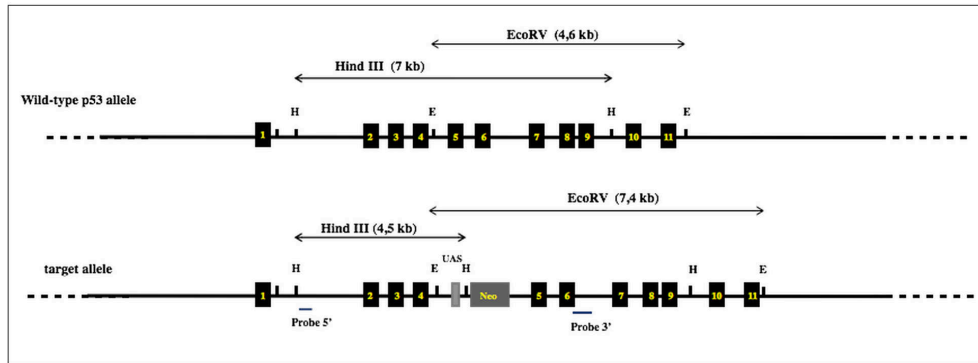 EcoRV (4,6 kb)
Hind III (7 kb)
Wild-type p53 allele
H E H E
1 2 3 4 5 6 7 8 9 10 11
EcoRV (7,4 kb)
Hind III (4,5 kb)
UAS
target allele
H E H H E
1 2 3 4 Neo 5 6 7 8 9 10 11
Probe 5' Probe 3'